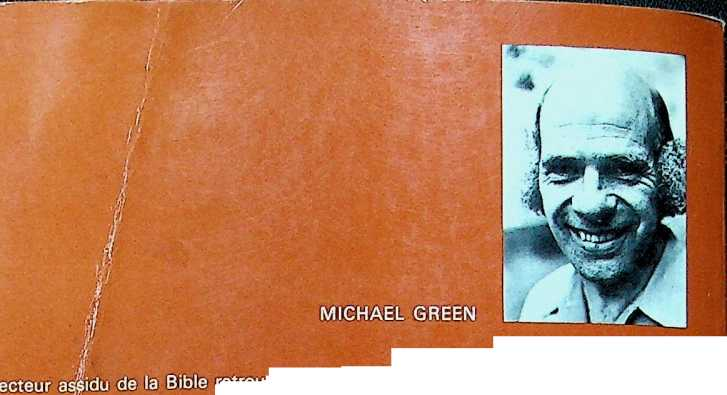 MICHAEL GREEN
ecteur assidu de la Bible